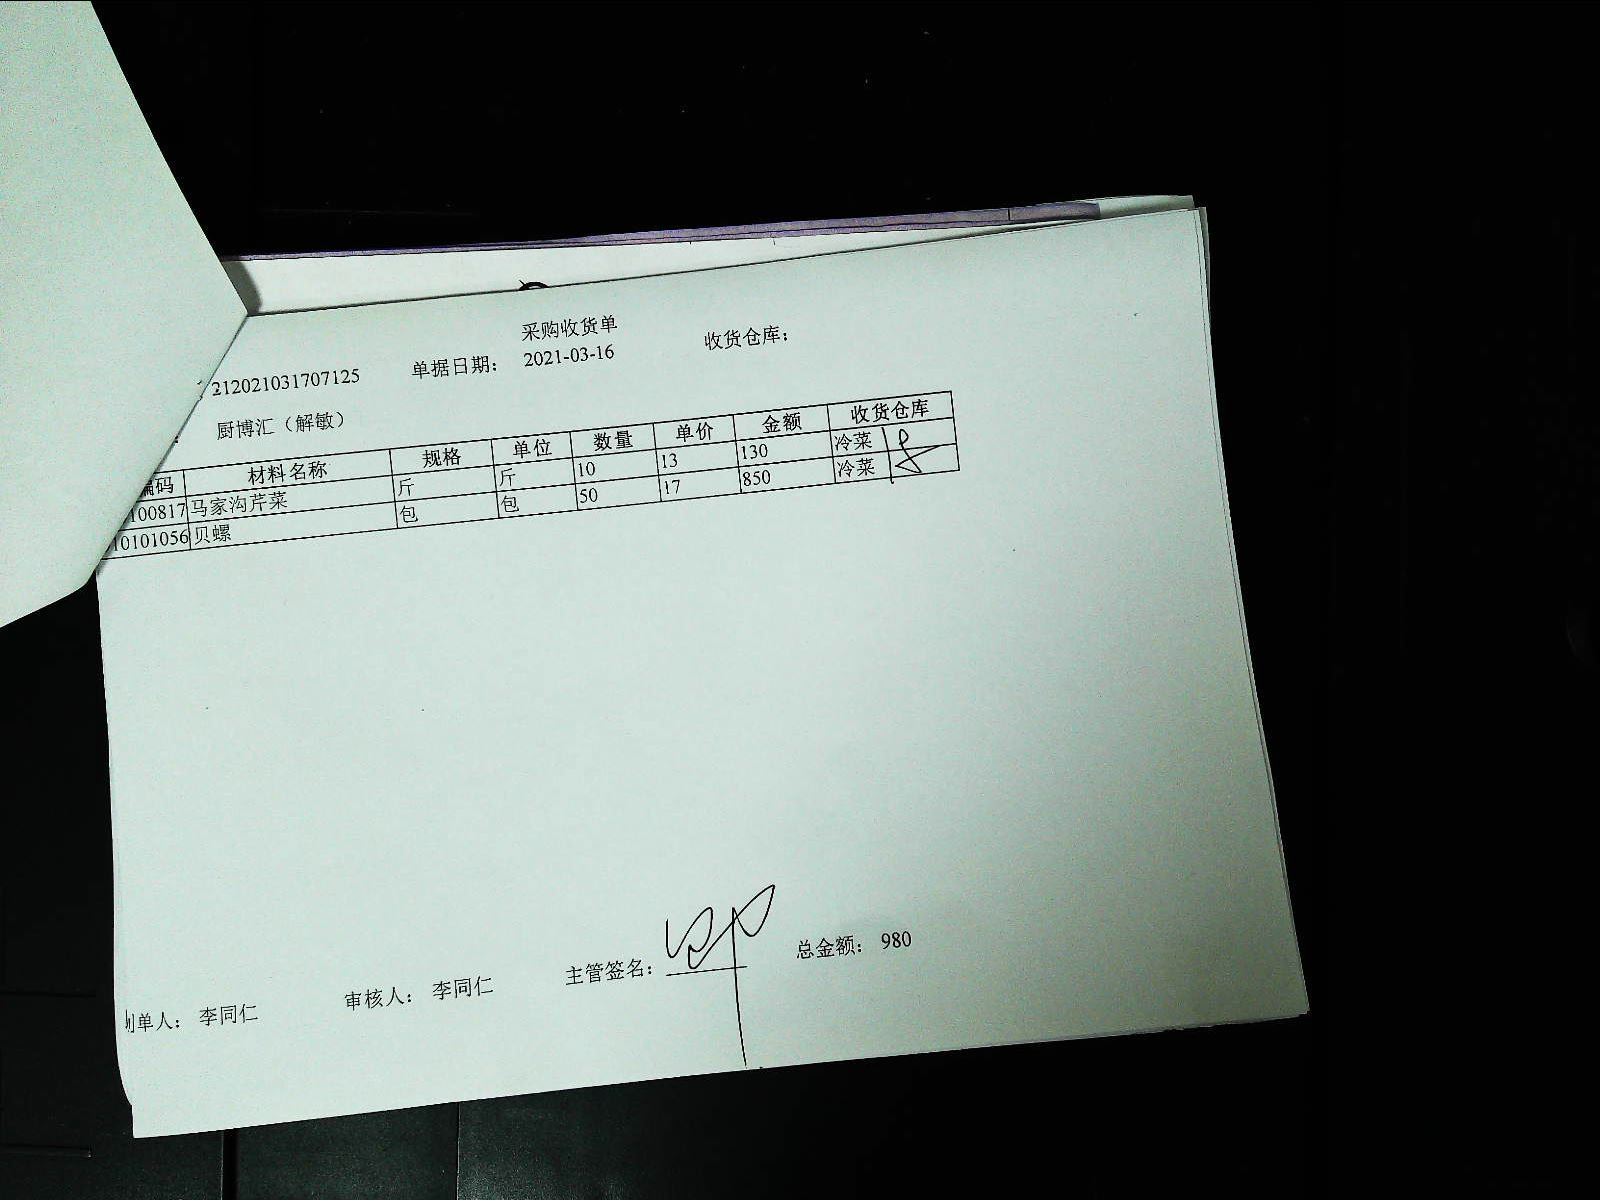 采购收货单
212021031707125 单据日期： 2021-03-16 收货仓库：
厨博汇（解敏）
编码 材料名称 规格 单位 数量 单价 金额 收货仓库
100817 马家沟芹菜 斤 斤 10 13 130 冷菜
10101056 贝螺 包 包 50 17 850 冷菜
制单人： 李同仁 审核人： 李同仁 主管签名： 总金额： 980